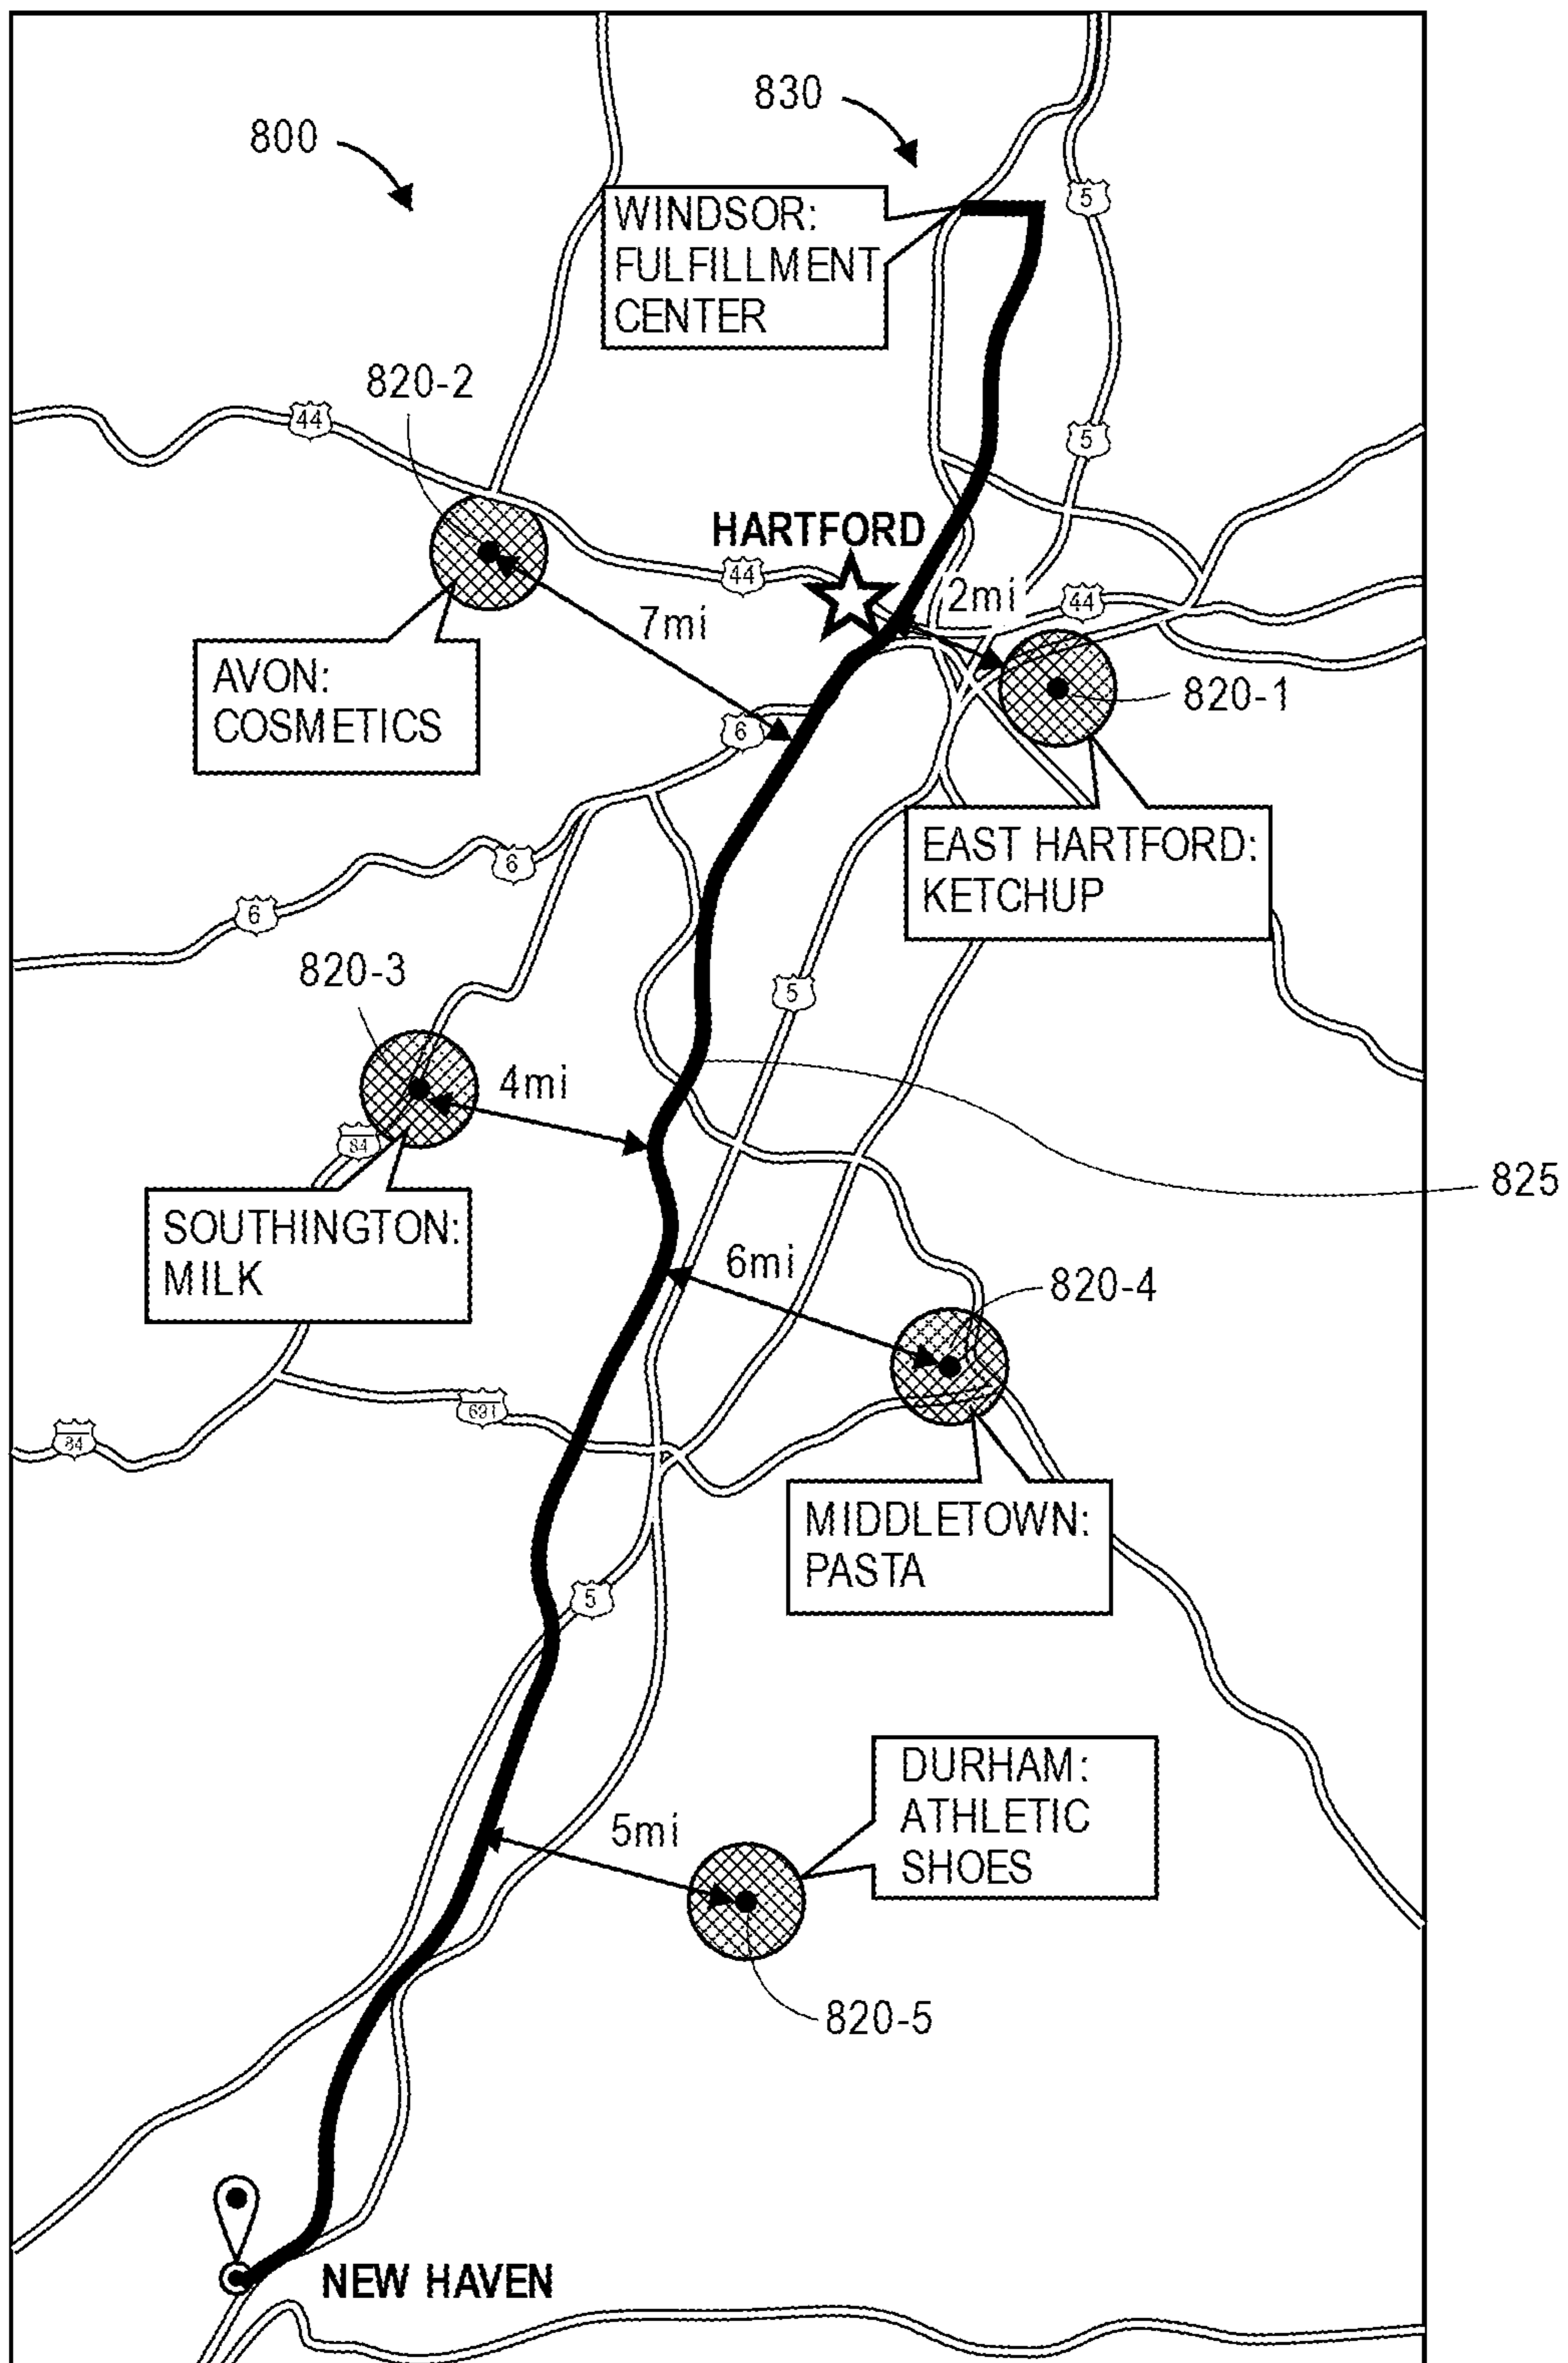 830
800
5
WINDSOR:
FULFILLMENT
CENTER
820-2
44
5
HARTFORD
44
2mi
44
7mi
AVON:
COSMETICS
820-1
6
EAST HARTFORD:
KETCHUP
6
6
820-3
5
4mi
84
825
SOUTHINGTON:
MILK
6mi
820-4
691
84
MIDDLETOWN:
PASTA
5
DURHAM:
ATHLETIC
SHOES
5mi
820-5
NEW HAVEN